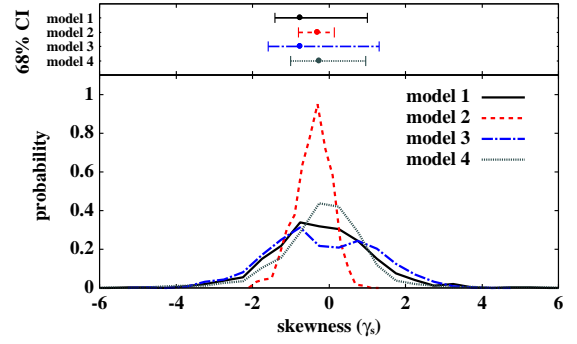 68% CI
model 1
model 2
model 3
model 4
probability
1
0.8
0.6
0.4
0.2
0
model 1
model 2
model 3
model 4
-6 -4 -2 0 2 4 6
skewness (γs)